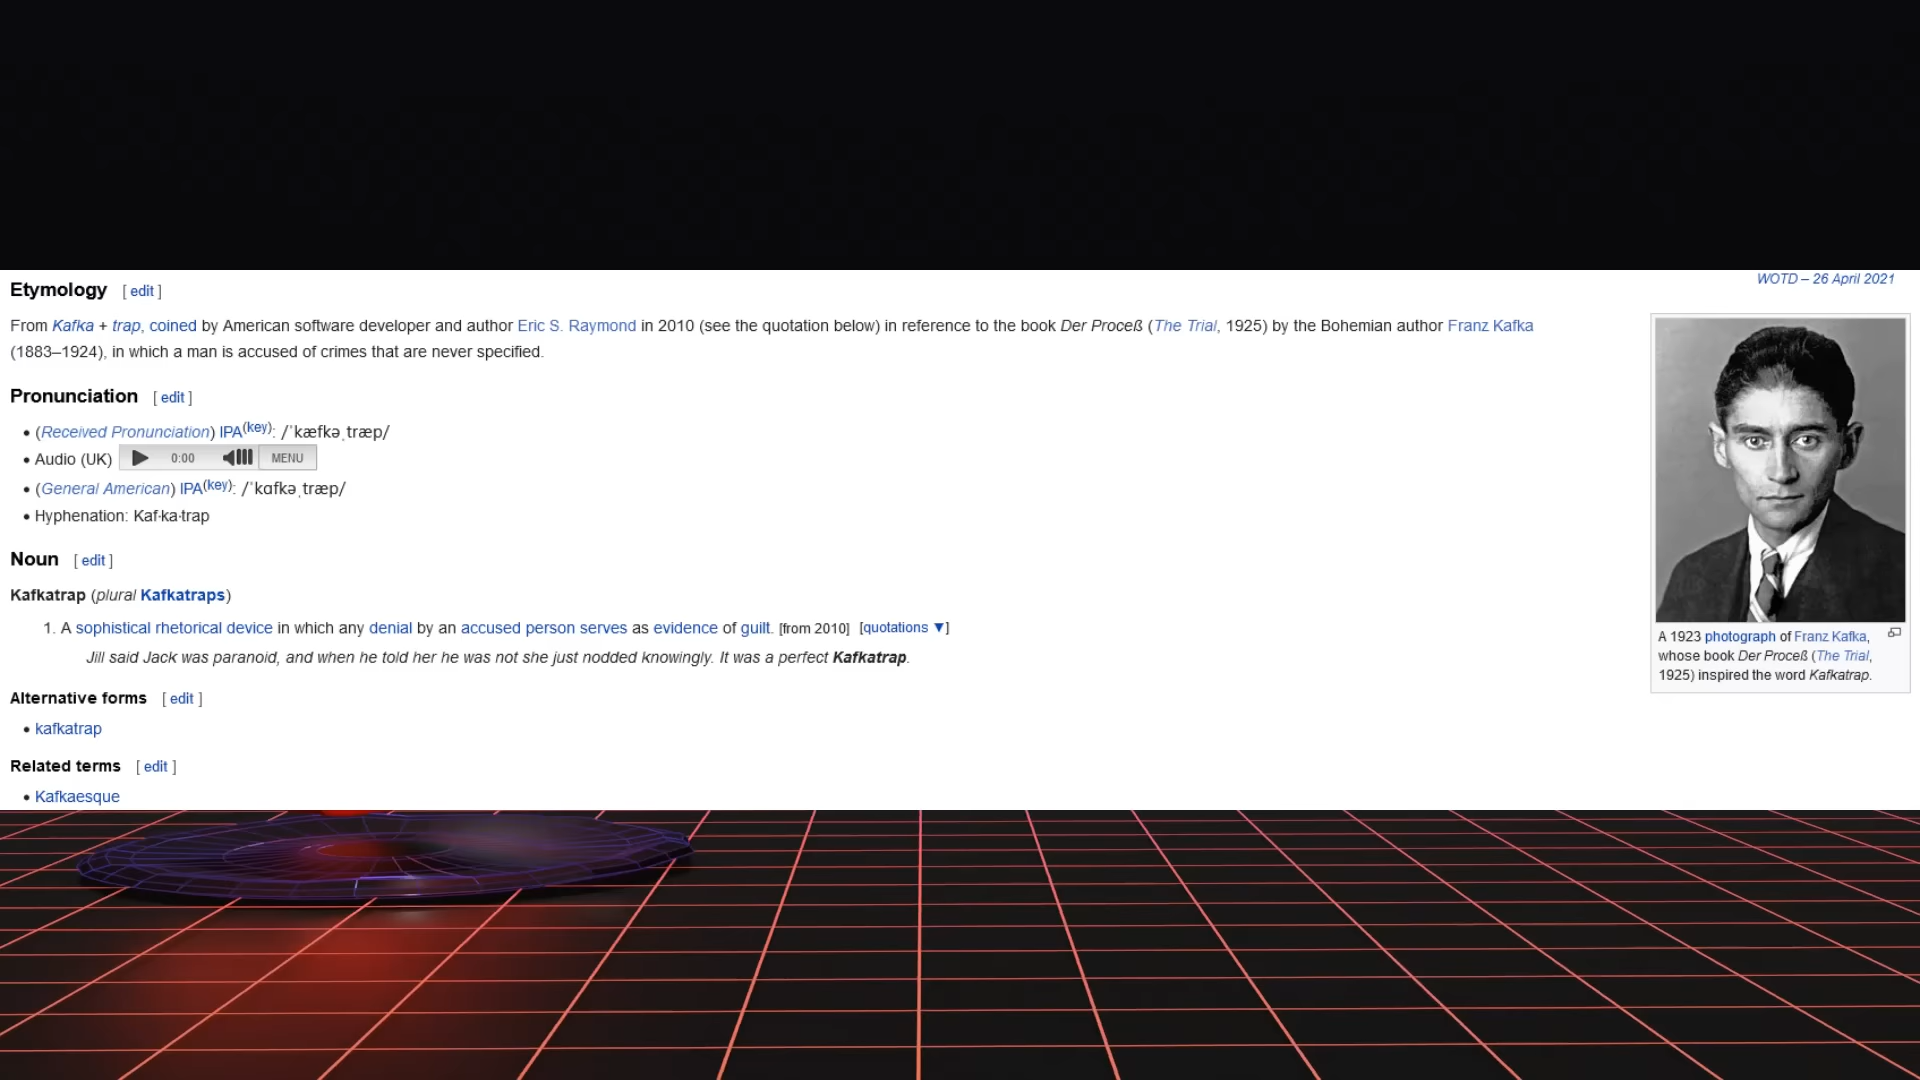 WOTD – 26 April 2021
Etymology [ edit ]
From Kafka + trap, coined by American software developer and author Eric S. Raymond in 2010 (see the quotation below) in reference to the book Der Proceß (The Trial, 1925) by the Bohemian author Franz Kafka
(1883–1924), in which a man is accused of crimes that are never specified.
Pronunciation [ edit ]
• (Received Pronunciation) IPA(key): /ˈkæfkəˌtræp/
• Audio (UK) 0:00 MENU
• (General American) IPA(key): /ˈkɑfkəˌtræp/
• Hyphenation: Kaf‧ka‧trap
Noun [ edit ]
Kafkatrap (plural Kafkatraps)
1. A sophistical rhetorical device in which any denial by an accused person serves as evidence of guilt. [from 2010] [quotations ▼]
Jill said Jack was paranoid, and when he told her he was not she just nodded knowingly. It was a perfect Kafkatrap.
Alternative forms [ edit ]
• kafkatrap
Related terms [ edit ]
• Kafkaesque
A 1923 photograph of Franz Kafka,
whose book Der Proceß (The Trial,
1925) inspired the word Kafkatrap.